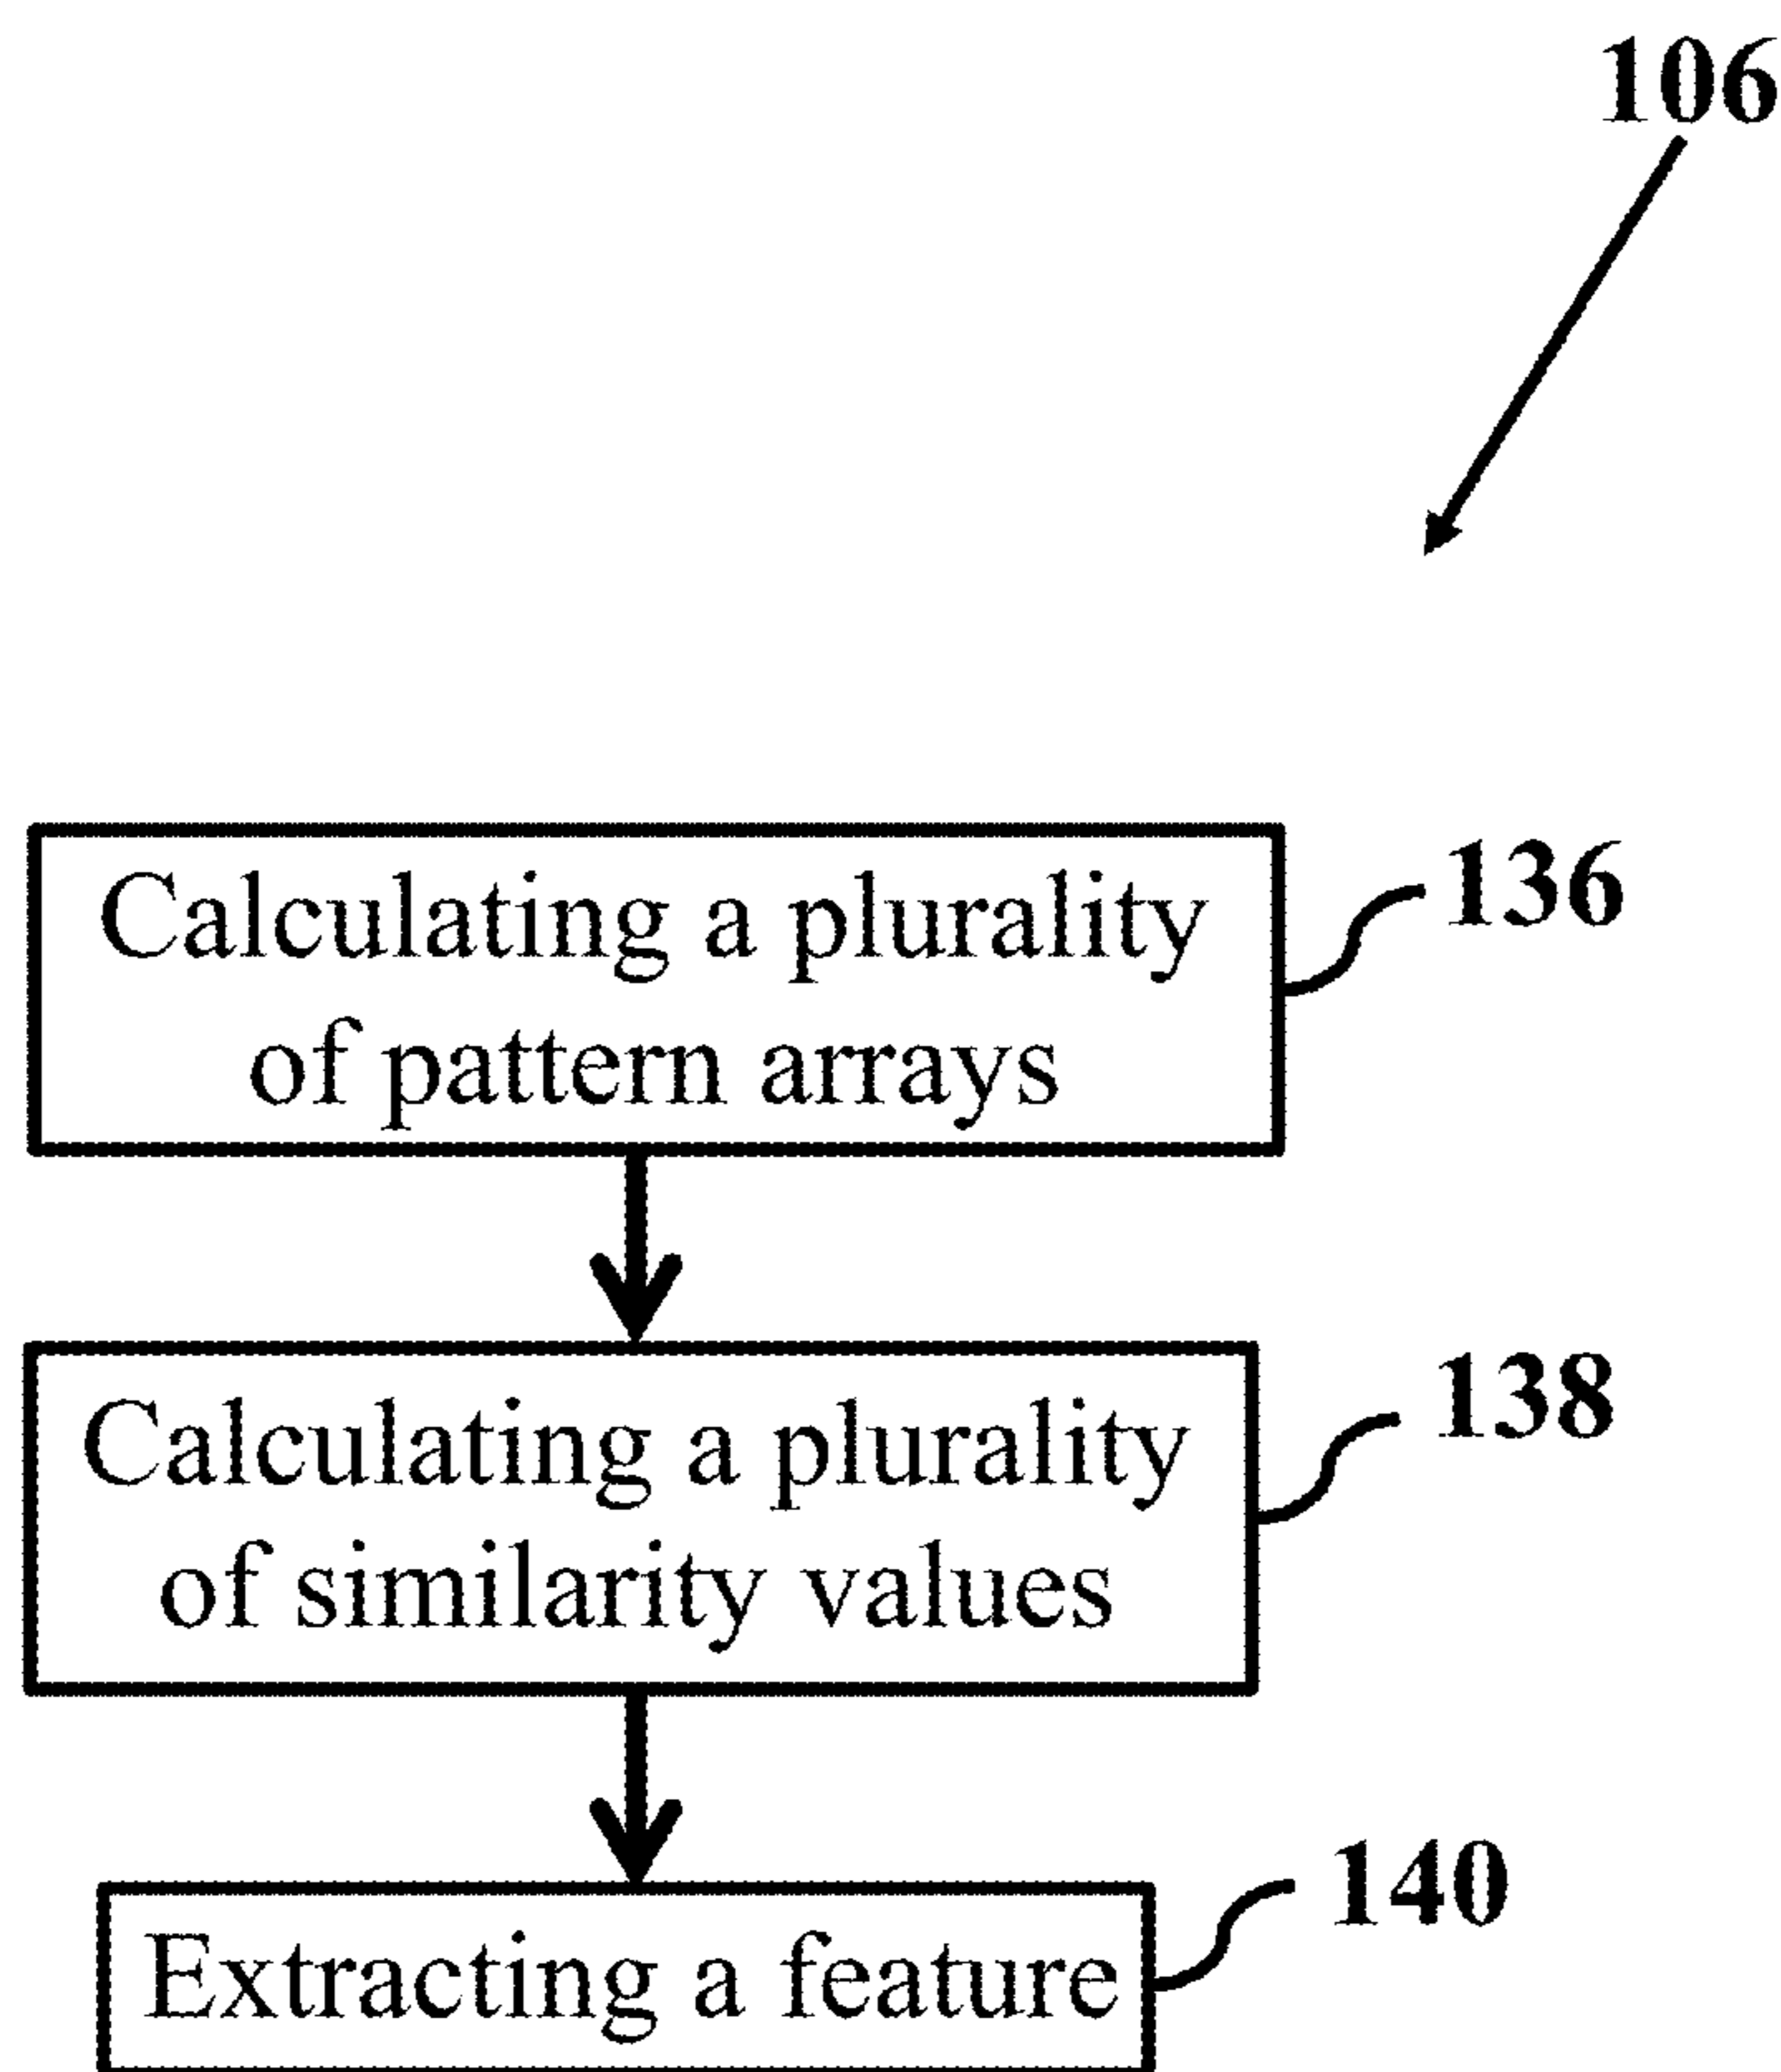 106
Calculating a plurality
of pattern arrays
136
Calculating a plurality
of similarity values
138
Extracting a feature
140